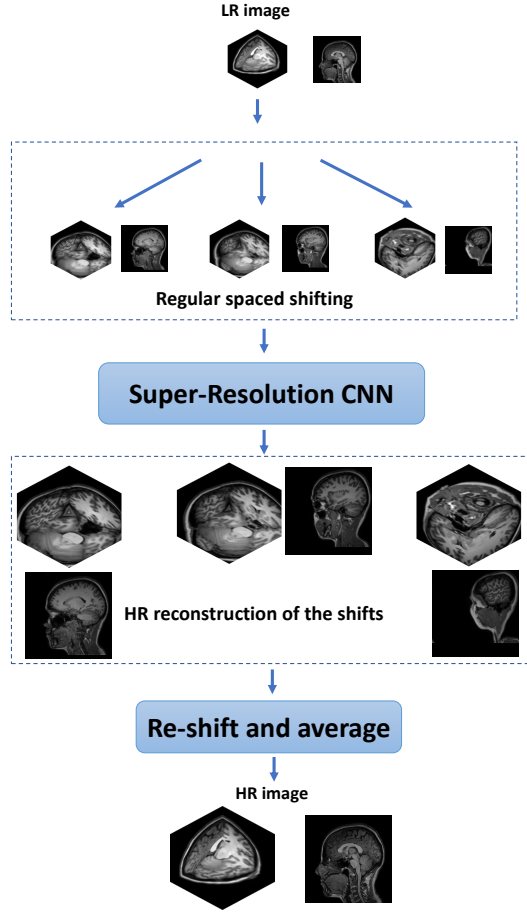 LR image
Regular spaced shifting
Super-Resolution CNN
HR reconstruction of the shifts
Re-shift and average
HR image